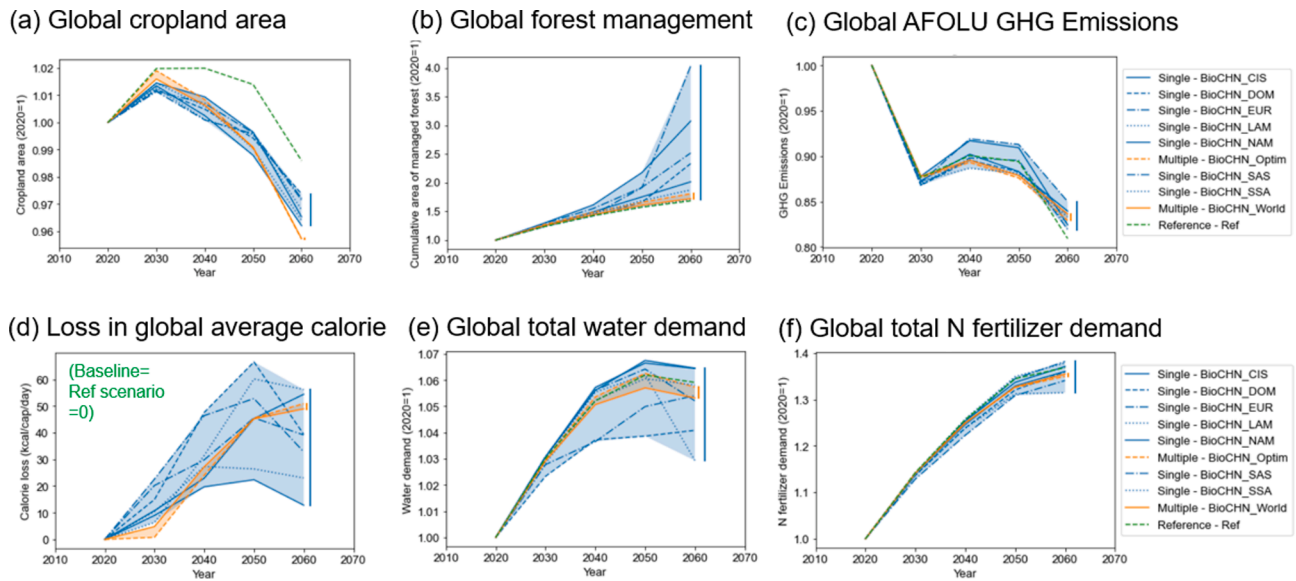 (a) Global cropland area
Cropland area (2020=1)
1.02
1.01
1.00
0.99
0.98
0.97
0.96
2010 2020 2030 2040 2050 2060 2070
Year
(b) Global forest management
Cumulative area of managed forest (2020=1)
4.0
3.5
3.0
2.5
2.0
1.5
1.0
2010 2020 2030 2040 2050 2060 2070
Year
(c) Global AFOLU GHG Emissions
GHG Emissions (2020=1)
1.00
0.95
0.90
0.85
0.80
2010 2020 2030 2040 2050 2060 2070
Year
Single - BioCHN_CIS
Single - BioCHN_DOM
Single - BioCHN_EUR
Single - BioCHN_LAM
Single - BioCHN_NAM
Multiple - BioCHN_Optim
Single - BioCHN_SAS
Single - BioCHN_SSA
Multiple - BioCHN_World
Reference - Ref
(d) Loss in global average calorie
(Baseline=
Ref scenario
=0)
Calorie loss (kcal/cap/day)
60
50
40
30
20
10
0
2010 2020 2030 2040 2050 2060 2070
Year
(e) Global total water demand
Water demand (2020=1)
1.07
1.06
1.05
1.04
1.03
1.02
1.01
1.00
2010 2020 2030 2040 2050 2060 2070
Year
(f) Global total N fertilizer demand
N fertilizer demand (2020=1)
1.4
1.3
1.2
1.1
1.0
2010 2020 2030 2040 2050 2060 2070
Year
Single - BioCHN_CIS
Single - BioCHN_DOM
Single - BioCHN_EUR
Single - BioCHN_LAM
Single - BioCHN_NAM
Multiple - BioCHN_Optim
Single - BioCHN_SAS
Single - BioCHN_SSA
Multiple - BioCHN_World
Reference - Ref